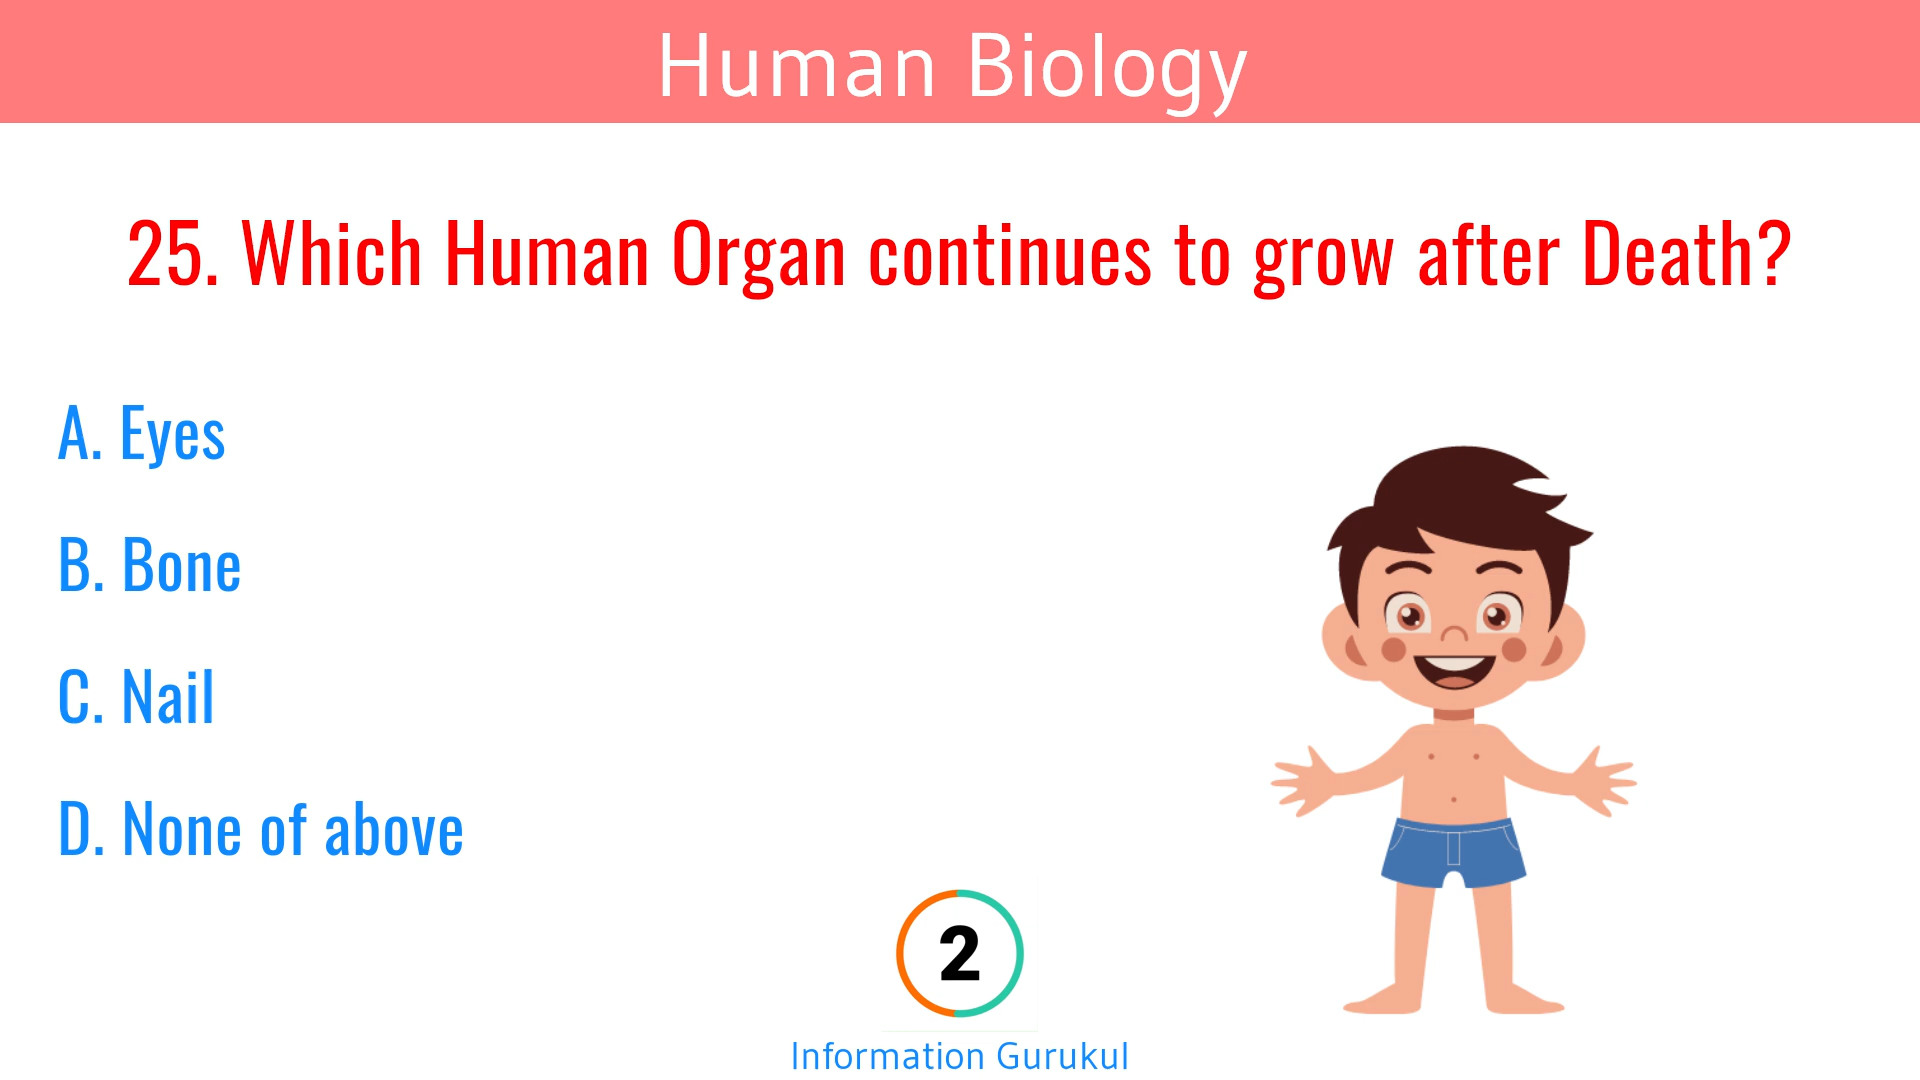 Human Biology
25. Which Human Organ continues to grow after Death?
A. Eyes
B. Bone
C. Nail
D. None of above
2
Information Gurukul